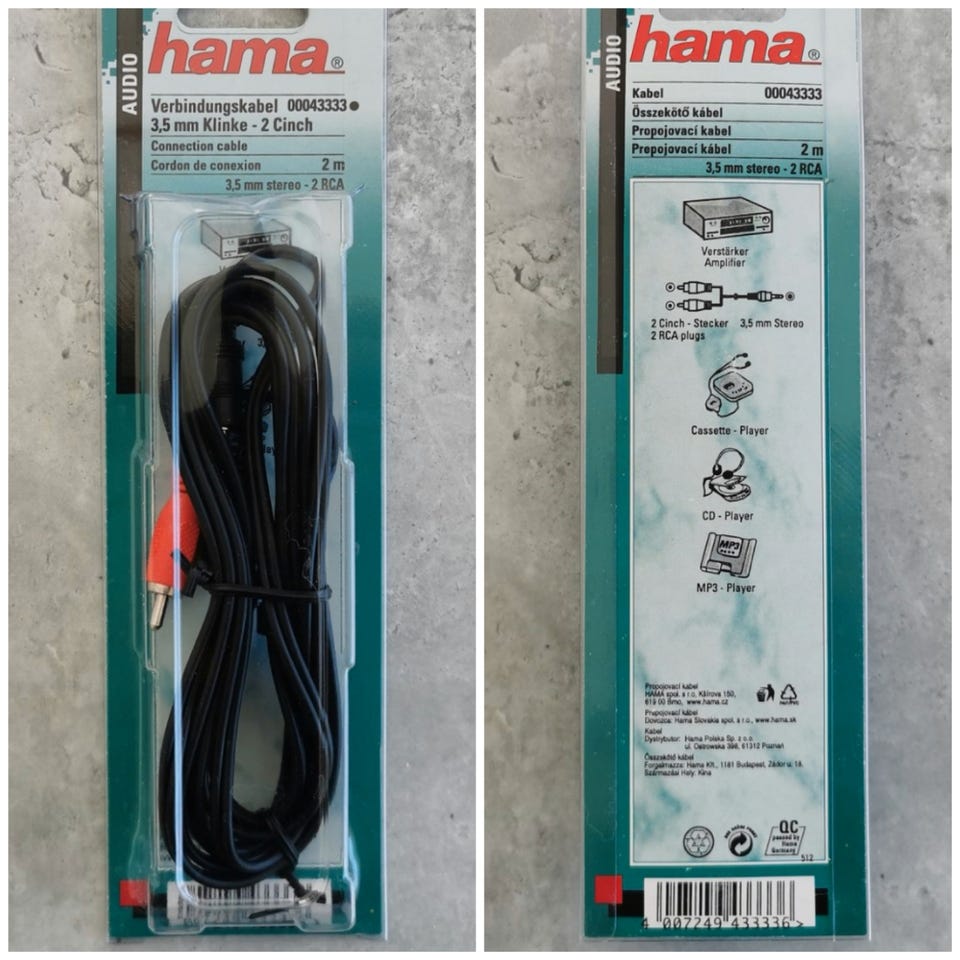 AUDIO
hama®
Verbindungskabel 00043333
3,5 mm Klinke - 2 Cinch
Connection cable
Cordon de conexion 2 m
3,5 mm stereo - 2 RCA
AUDIO
hama®
Kabel 00043333
Összekötő kábel
Propojovací kabel
Prepojovací kábel 2 m
3,5 mm stereo - 2 RCA
Verstärker
Amplifier
2 Cinch - Stecker 3,5 mm Stereo
2 RCA plugs
Cassette - Player
CD - Player
MP3
MP3 - Player
Propojovací kabel
HAMA spol. s r.o, Kšírova 150,
619 00 Brno, www.hama.cz
Prepojovací kábel
Dovozca: Hama Slovakia spol. s r.o., www.hama.sk
Kabel
Dystrybutor: Hama Polska Sp. z o.o.
ul. Ostrowska 398, 61312 Poznań
Összekötő kábel
Forgalmazza: Hama Kft., 1181 Budapest, Zádor u. 18.
Származási Hely: Kína
QC
passed by
Hama
Germany
512
4 007249 433336 >